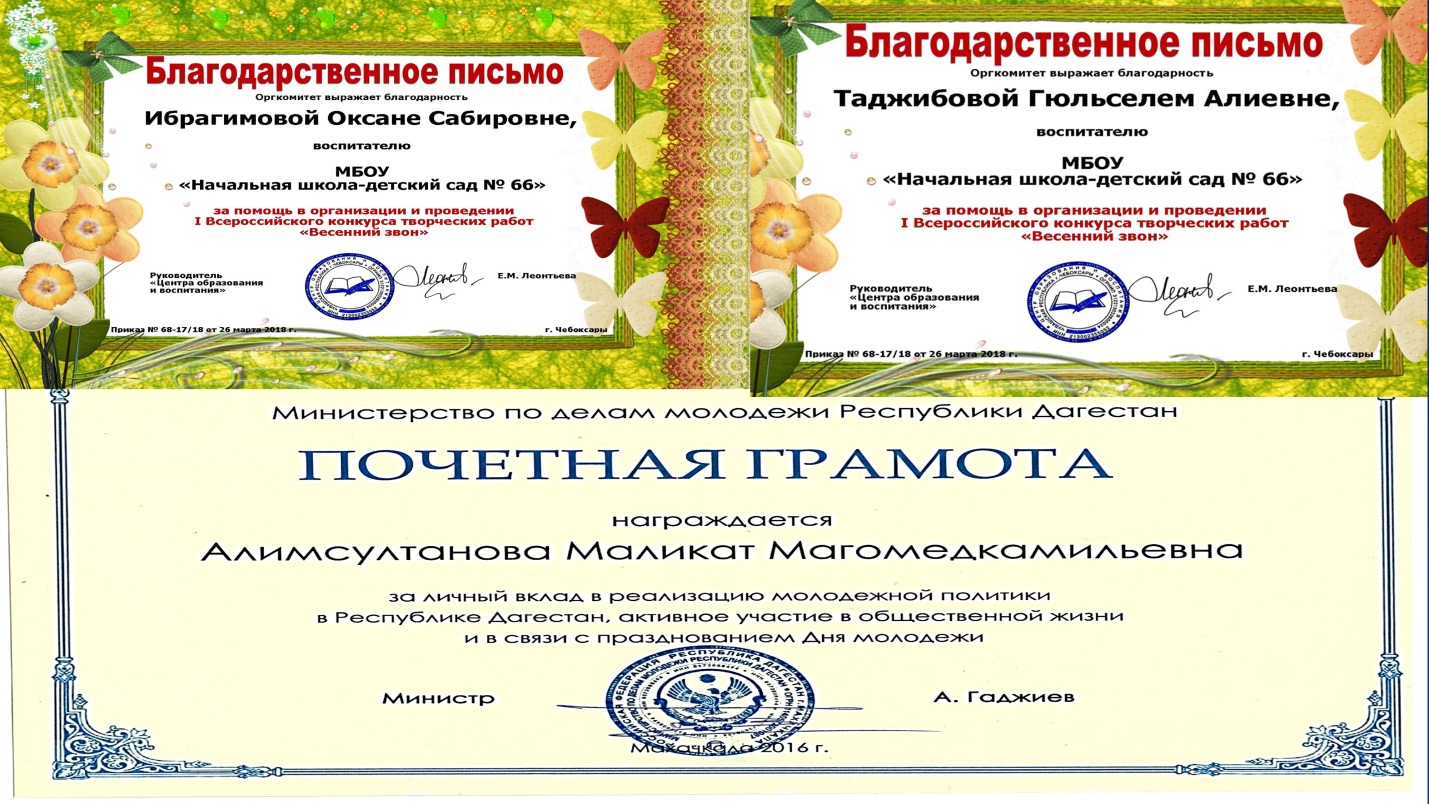 Благодарственное письмо
Оргкомитет выражает благодарность
Ибрагимовой Оксане Сабировне,
воспитателю
МБОУ
«Начальная школа-детский сад № 66»
за помощь в организации и проведении
I Всероссийского конкурса творческих работ
«Весенний звон»
Руководитель
«Центра образования
и воспитания»
Е.М. Леонтьева
Приказ № 68-17/18 от 26 марта 2018 г.
г. Чебоксары
Благодарственное письмо
Оргкомитет выражает благодарность
Таджибовой Гюльселем Алиевне,
воспитателю
МБОУ
«Начальная школа-детский сад № 66»
за помощь в организации и проведении
I Всероссийского конкурса творческих работ
«Весенний звон»
Руководитель
«Центра образования
и воспитания»
Е.М. Леонтьева
Приказ № 68-17/18 от 26 марта 2018 г.
г. Чебоксары
Министерство по делам молодежи Республики Дагестан
ПОЧЕТНАЯ ГРАМОТА
награждается
Алимсултанова Маликат Магомедкамильевна
за личный вклад в реализацию молодежной политики
в Республике Дагестан, активное участие в общественной жизни
и в связи с празднованием Дня молодежи
Министр
А. Гаджиев
Махачкала 2016 г.